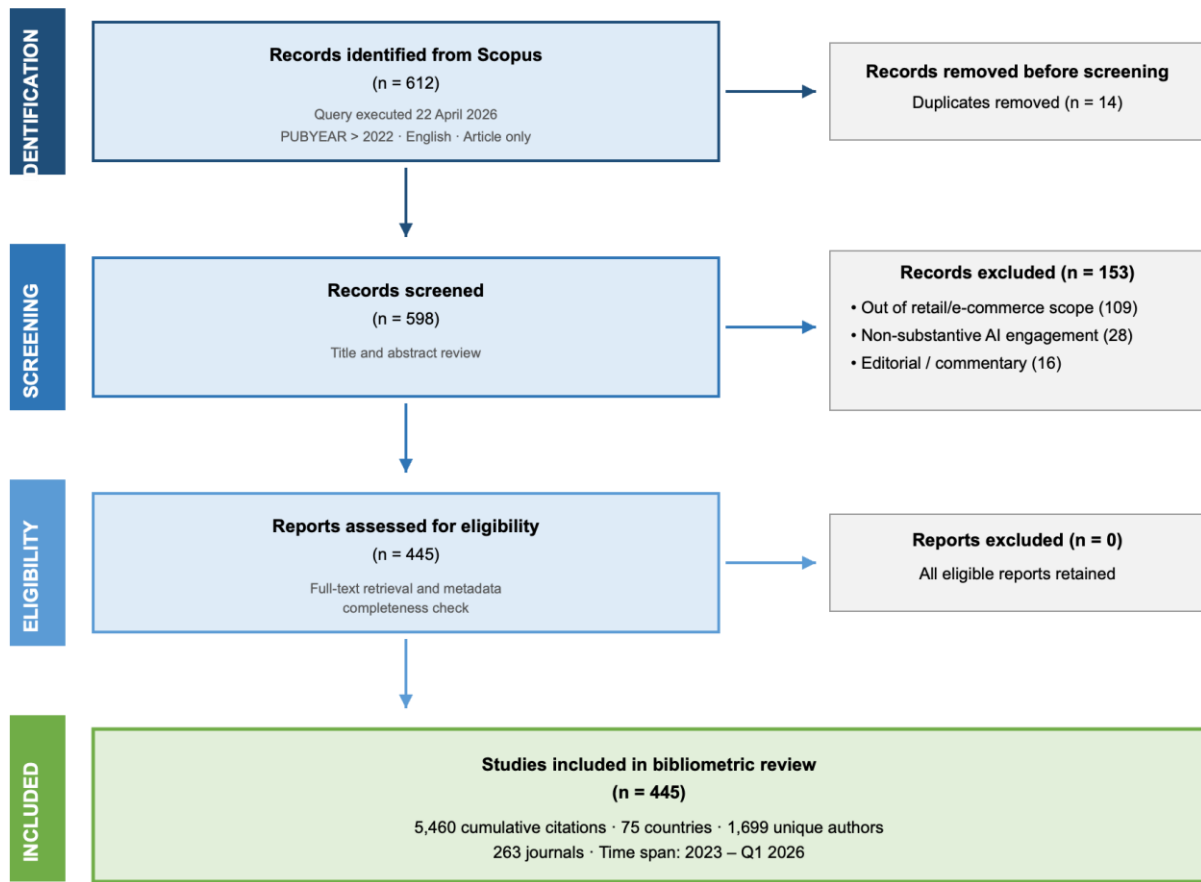 IDENTIFICATION
Records identified from Scopus
(n = 612)
Query executed 22 April 2026
PUBYEAR > 2022 · English · Article only
Records removed before screening
Duplicates removed (n = 14)
SCREENING
Records screened
(n = 598)
Title and abstract review
Records excluded (n = 153)
• Out of retail/e-commerce scope (109)
• Non-substantive AI engagement (28)
• Editorial / commentary (16)
ELIGIBILITY
Reports assessed for eligibility
(n = 445)
Full-text retrieval and metadata
completeness check
Reports excluded (n = 0)
All eligible reports retained
INCLUDED
Studies included in bibliometric review
(n = 445)
5,460 cumulative citations · 75 countries · 1,699 unique authors
263 journals · Time span: 2023 – Q1 2026